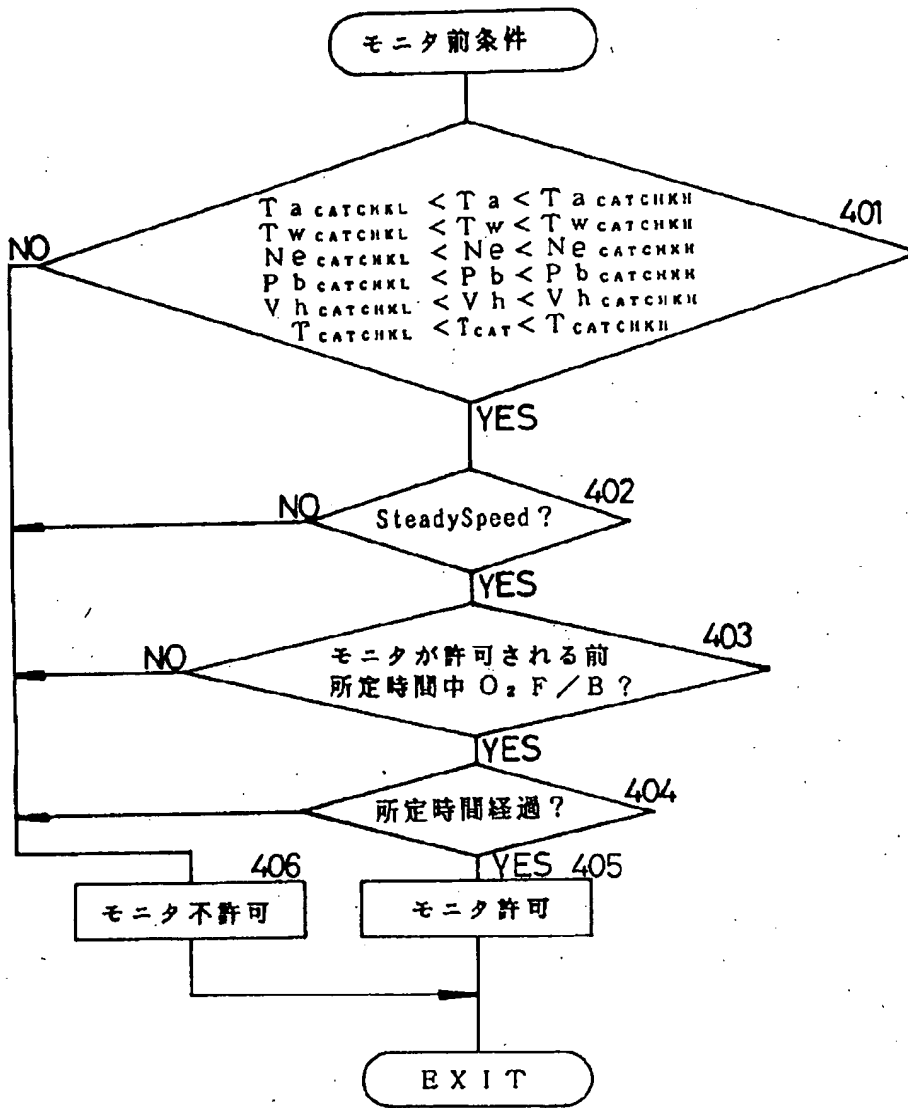 モニタ前条件
Ta CATCHKL < Ta < Ta CATCHKH
401
Tw CATCHKL < Tw < Tw CATCHKH
NO
Ne CATCHKL < Ne < Ne CATCHKH
Pb CATCHKL < Pb < Pb CATCHKH
Vh CATCHKL < Vh < Vh CATCHKH
T CATCHKL < TCAT < T CATCHKH
YES
NO
402
SteadySpeed?
YES
403
NO
モニタが許可される前
所定時間中O₂F/B?
YES
404
所定時間経過?
YES 405
406
モニタ不許可
モニタ許可
EXIT